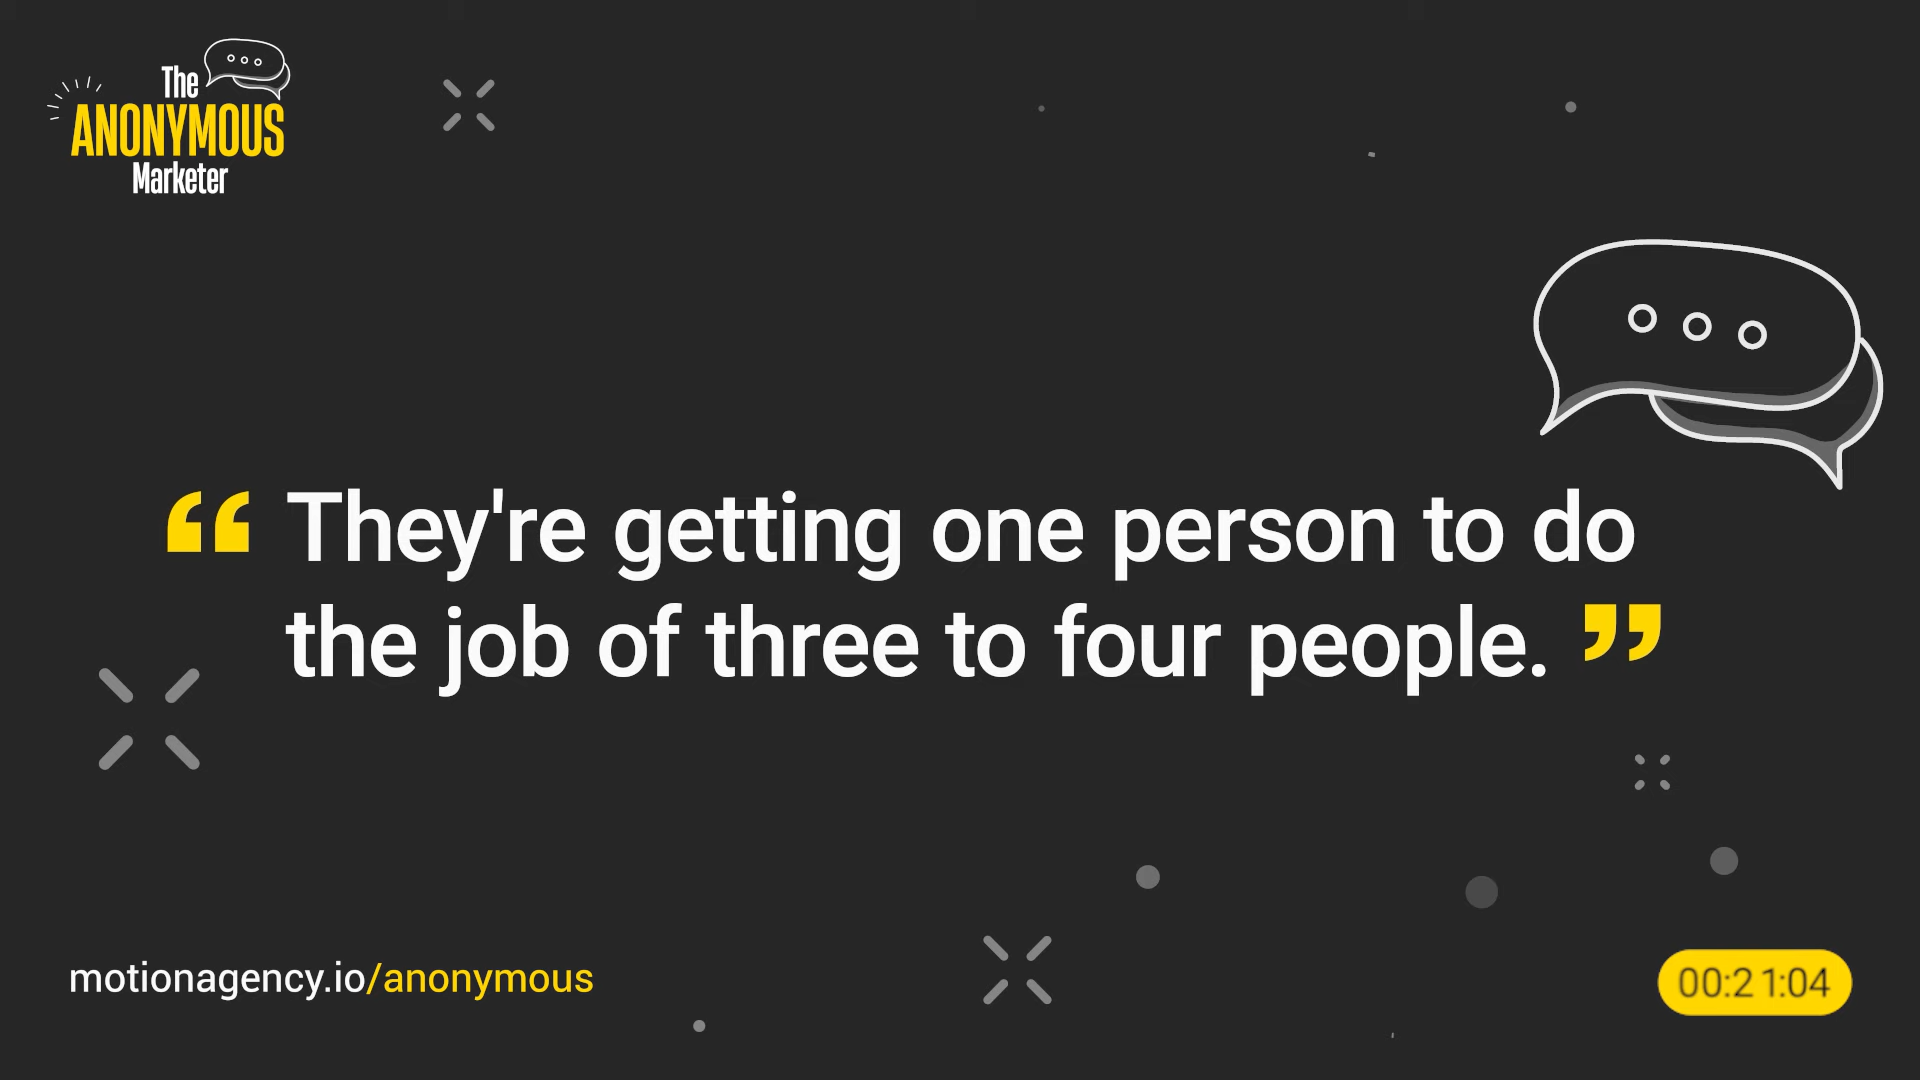 The
ANONYMOUS
Marketer
“ They're getting one person to do
the job of three to four people. ”
motionagency.io/anonymous
00:21:04